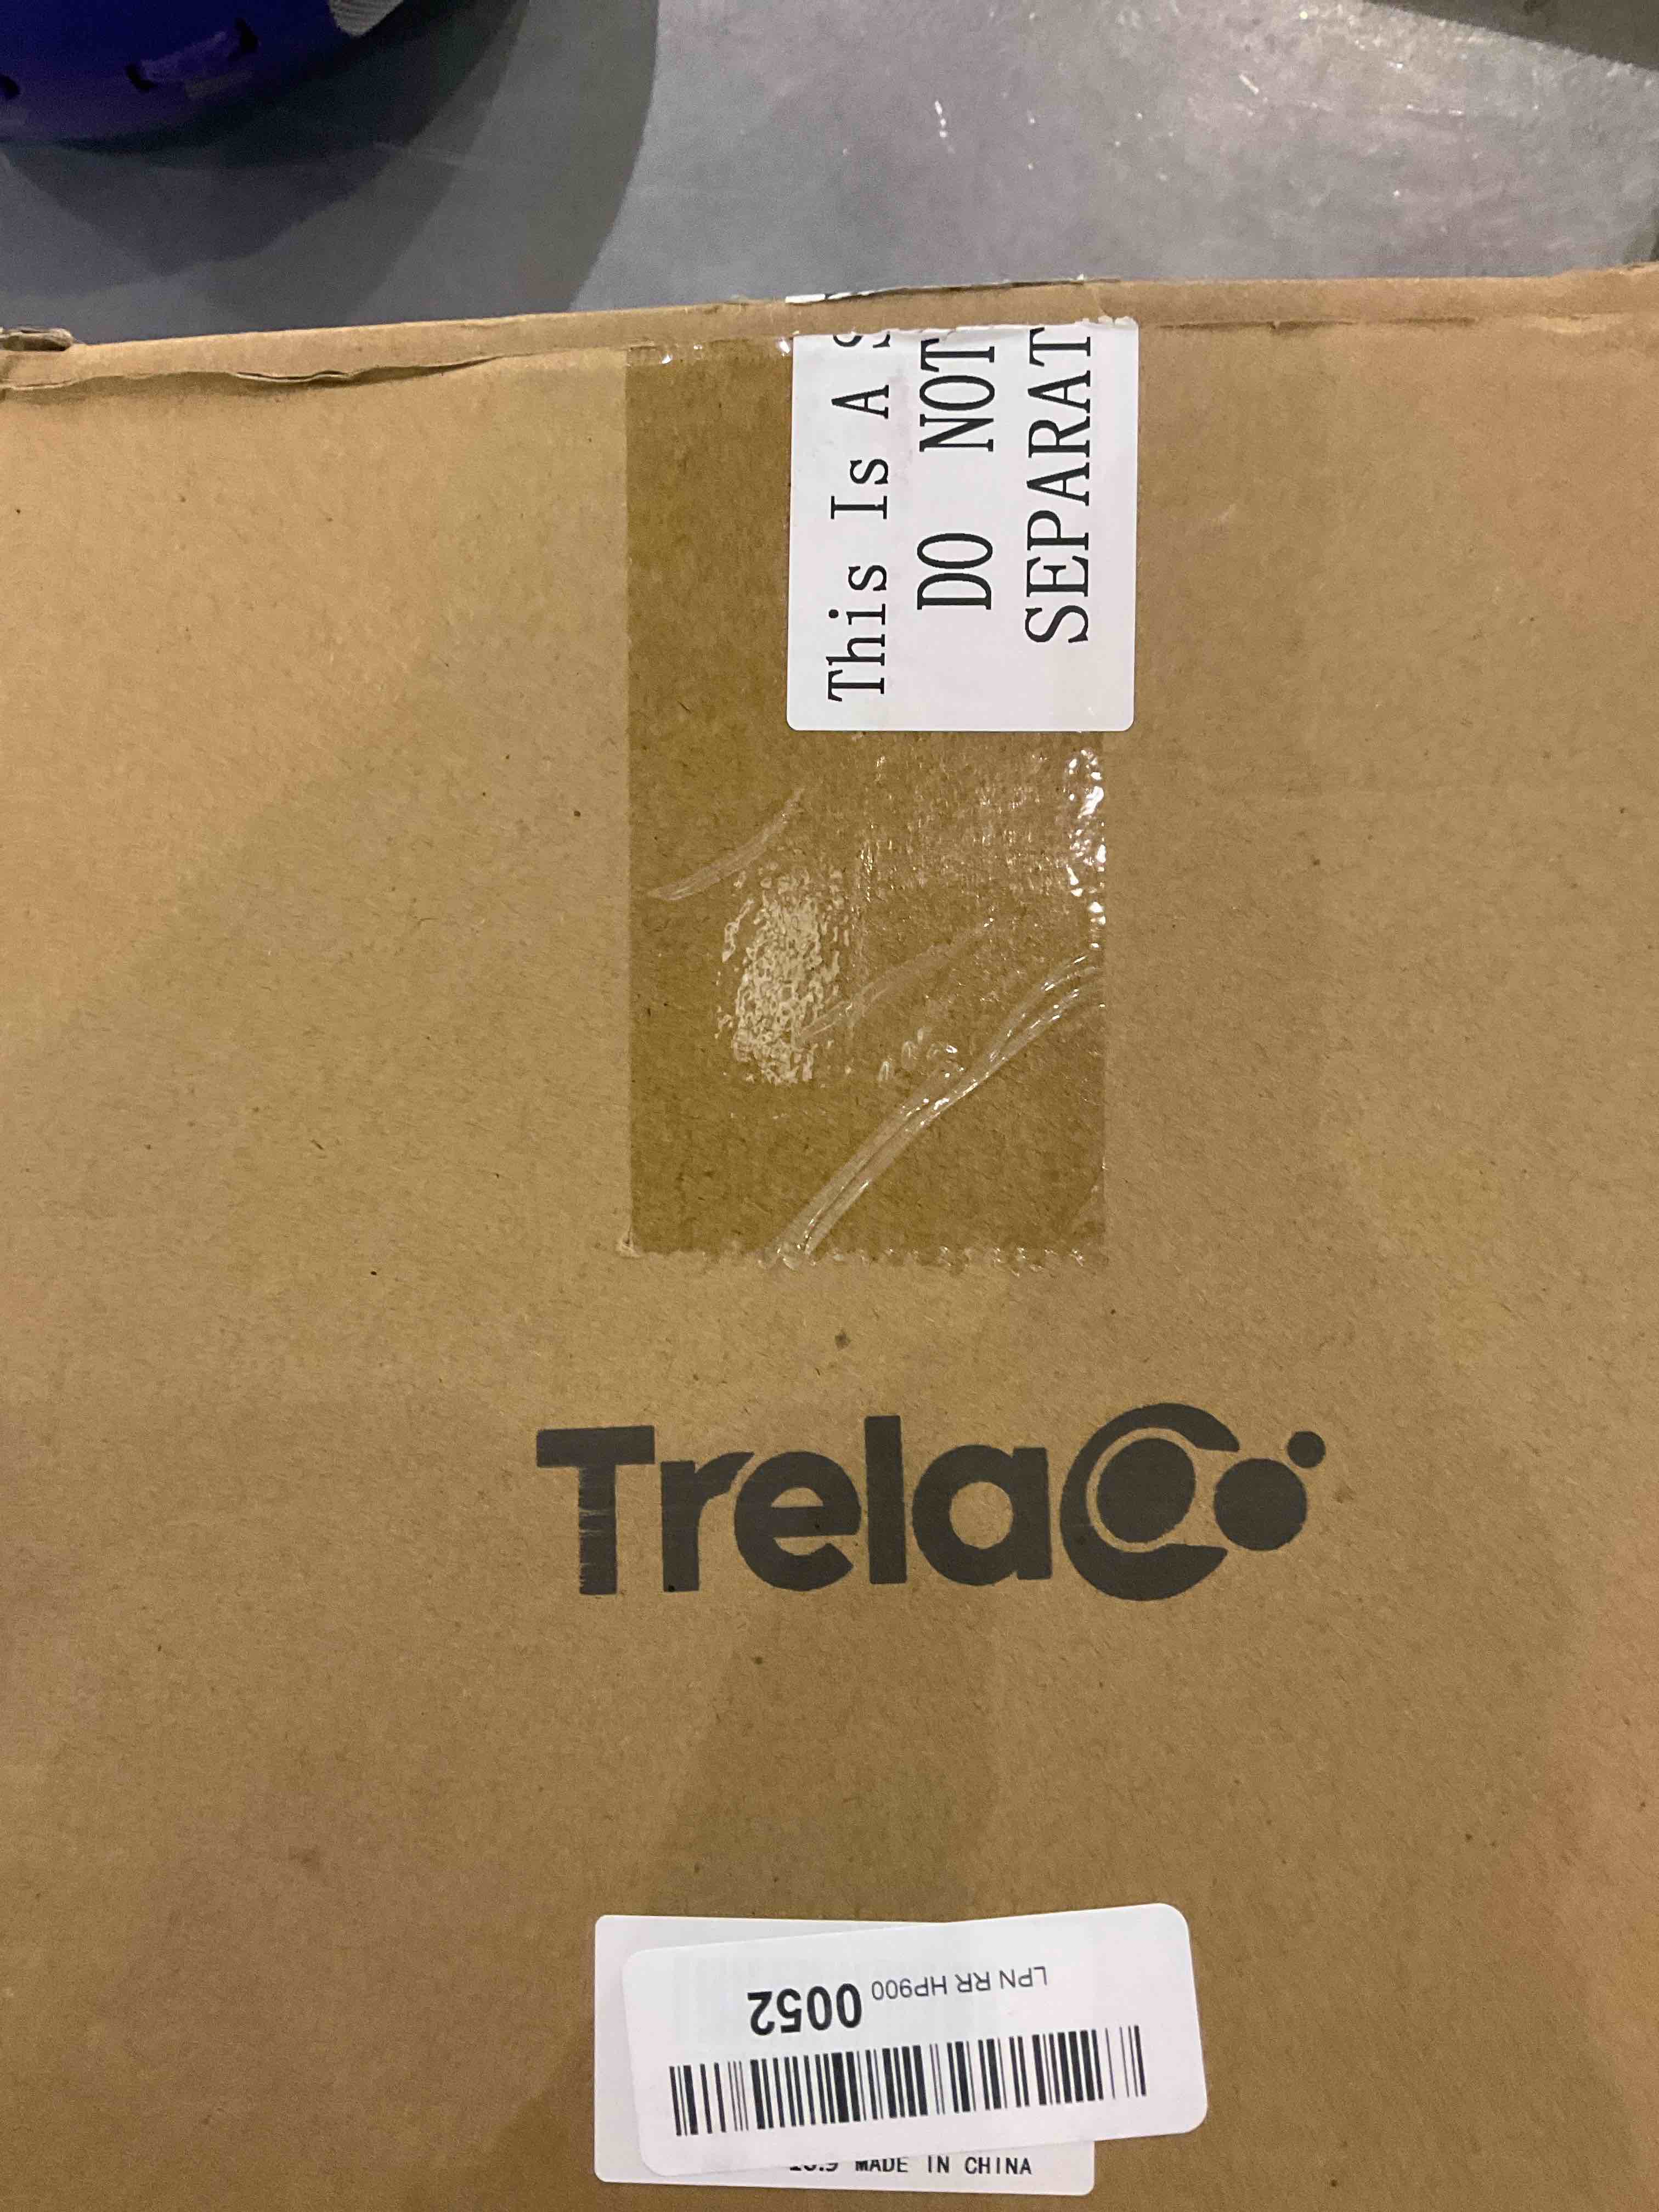 This Is A S
DO NOT
SEPARAT
TrelaCo
LPN RR HP900 0052
MADE IN CHINA